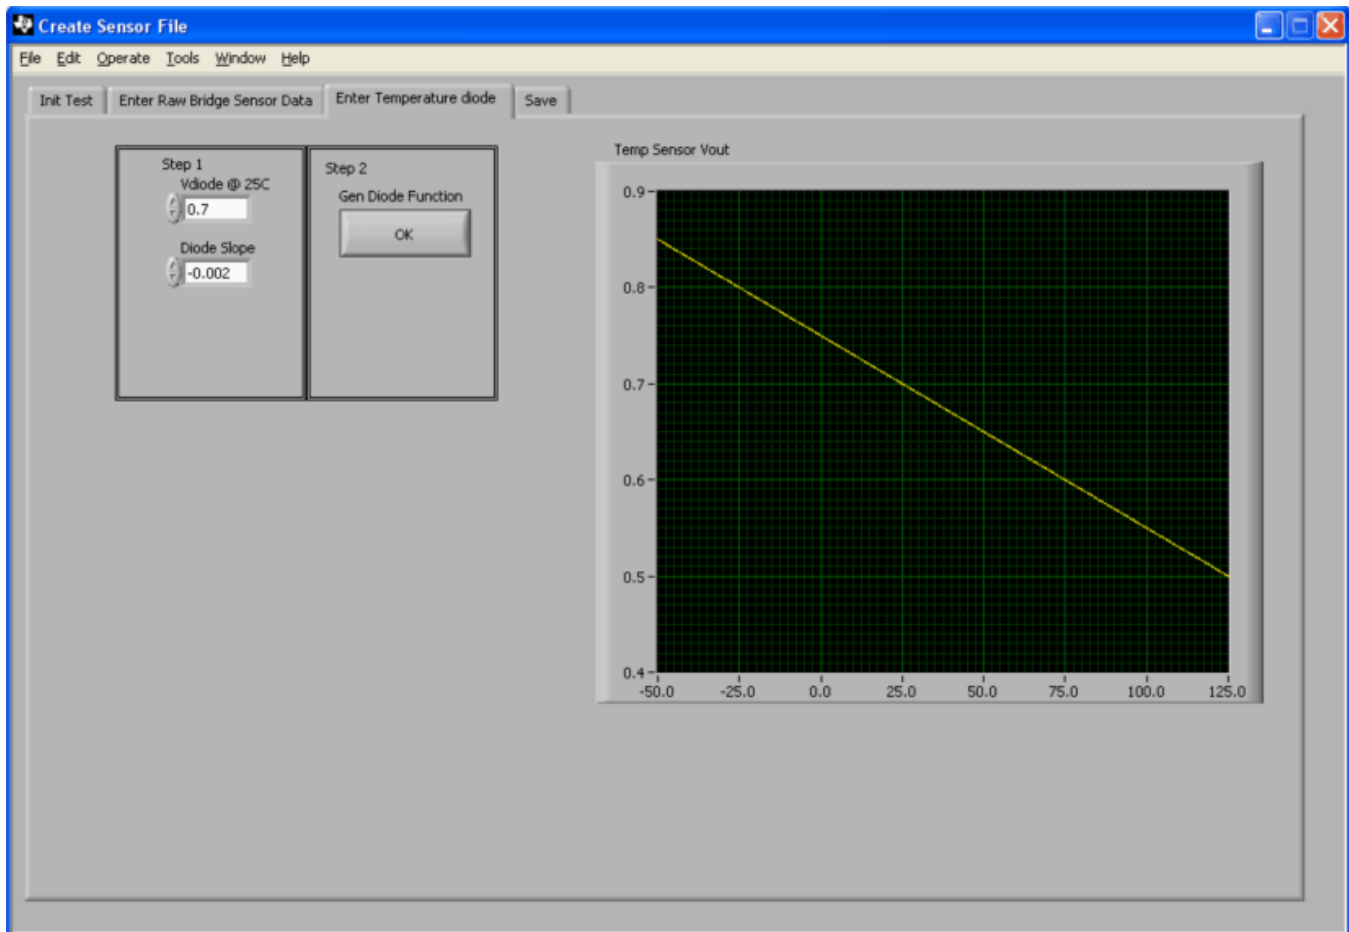 Create Sensor File
File Edit Operate Tools Window Help
Init Test Enter Raw Bridge Sensor Data Enter Temperature diode Save
Step 1
Vdiode @ 25C
0.7
Diode Slope
-0.002
Step 2
Gen Diode Function
OK
Temp Sensor Vout
0.9
0.8
0.7
0.6
0.5
0.4
-50.0 -25.0 0.0 25.0 50.0 75.0 100.0 125.0